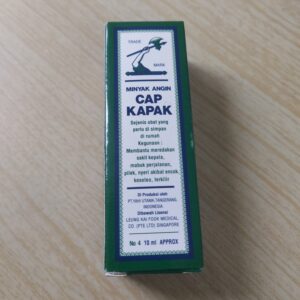 TRADE
MARK
MINYAK ANGIN
CAP
KAPAK
Sejenis obat yang
perlu di simpan
di rumah
Kegunaan :
Membantu meredakan
sakit kepala,
mabuk perjalanan,
pilek, nyeri akibat encok,
keseleo, terkilir
Di Produksi oleh
TANGERANG,
INDONESIA
Dibawah Lisensi
LEUNG KAI FOOK MEDICAL
CO. (PTE LTD) SINGAPORE
No 4 10 ml APPROX